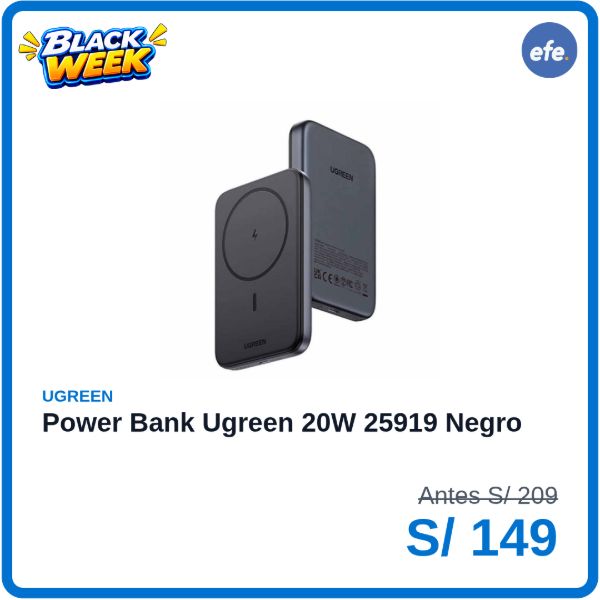 BLACK
WEEK
efe.
UGREEN
UGREEN
UGREEN
Power Bank Ugreen 20W 25919 Negro
Antes S/ 209
S/ 149